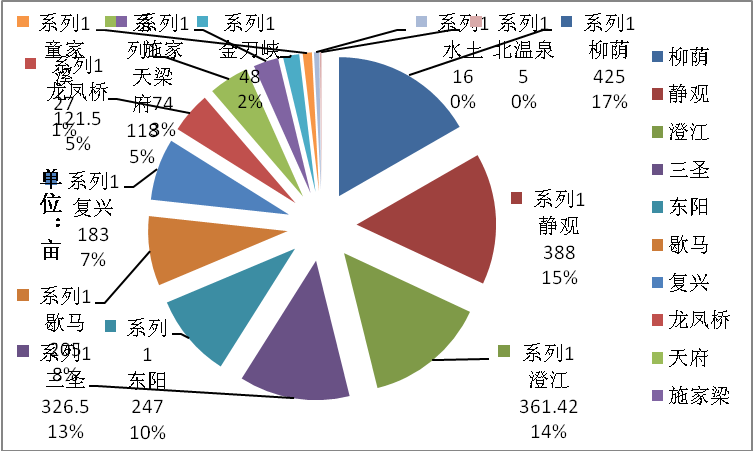 系列1
童家
溪
27
1%
系列1
天府
118
5%
系列1
施家
梁
74
3%
系列1
金刀峡
48
2%
系列1
水土
16
0%
系列1
北温泉
5
0%
系列1
柳荫
425
17%
系列1
龙凤桥
121.5
5%
系列1
复兴
183
7%
单位：亩
系列1
静观
388
15%
系列1
歇马
205
8%
系列
1
东阳
247
10%
系列1
三圣
326.5
13%
系列1
澄江
361.42
14%
柳荫
静观
澄江
三圣
东阳
歇马
复兴
龙凤桥
天府
施家梁